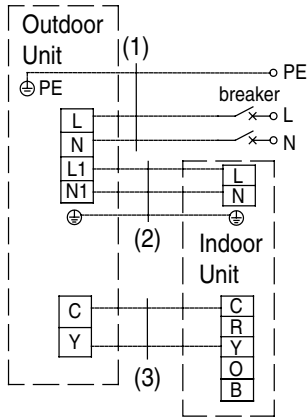 Outdoor
Unit
(1)
PE
PE
breaker
L
L
N
N
L1
L
N1
N
(2)
Indoor
Unit
C
C
R
Y
Y
O
B
(3)